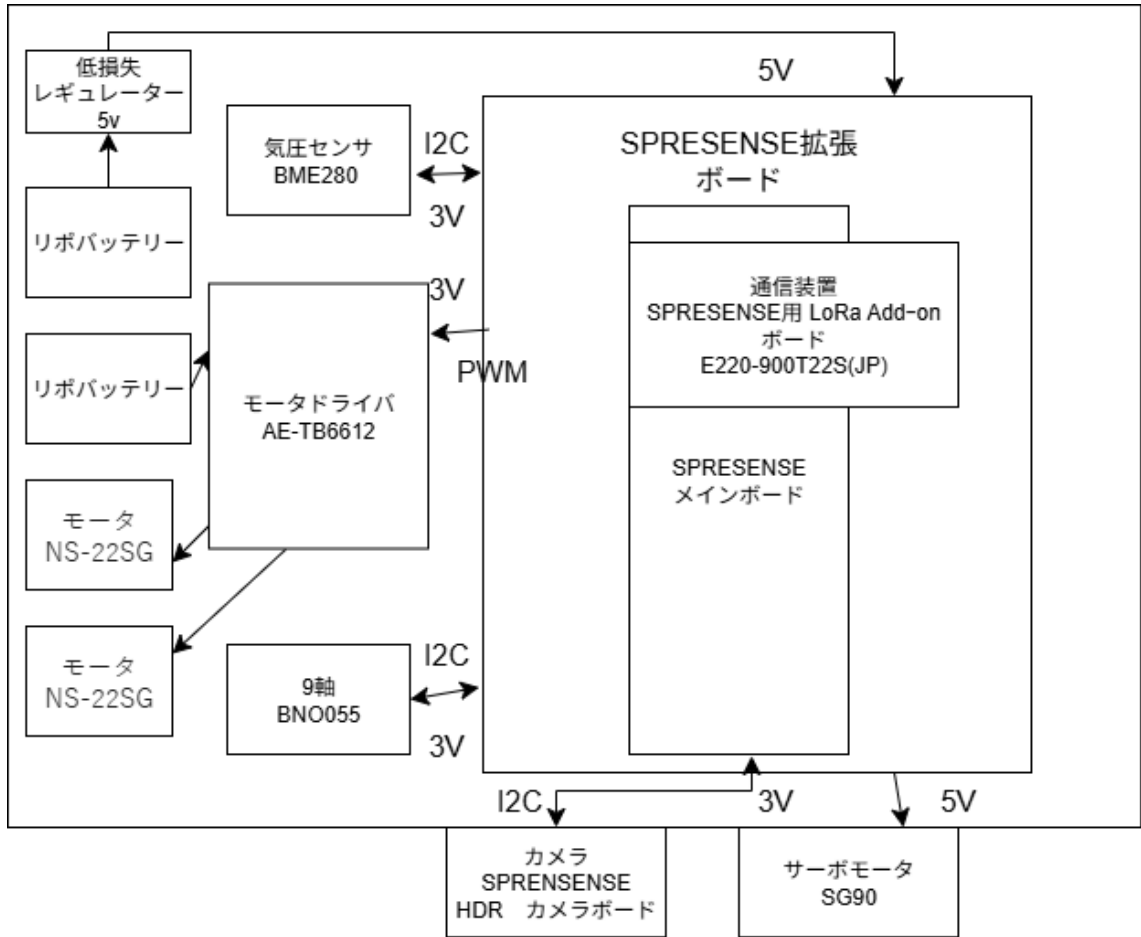 低損失
レギュレーター
5v
5V
気圧センサ
BME280
I2C
3V
SPRESENSE拡張
ボード
リポバッテリー
3V
PWM
通信装置
SPRESENSE用 LoRa Add-on
ボード
E220-900T22S(JP)
リポバッテリー
モータドライバ
AE-TB6612
SPRESENSE
メインボード
モータ
NS-22SG
モータ
NS-22SG
9軸
BNO055
I2C
3V
I2C
3V
5V
カメラ
SPRENSENSE
HDR　カメラボード
サーボモータ
SG90